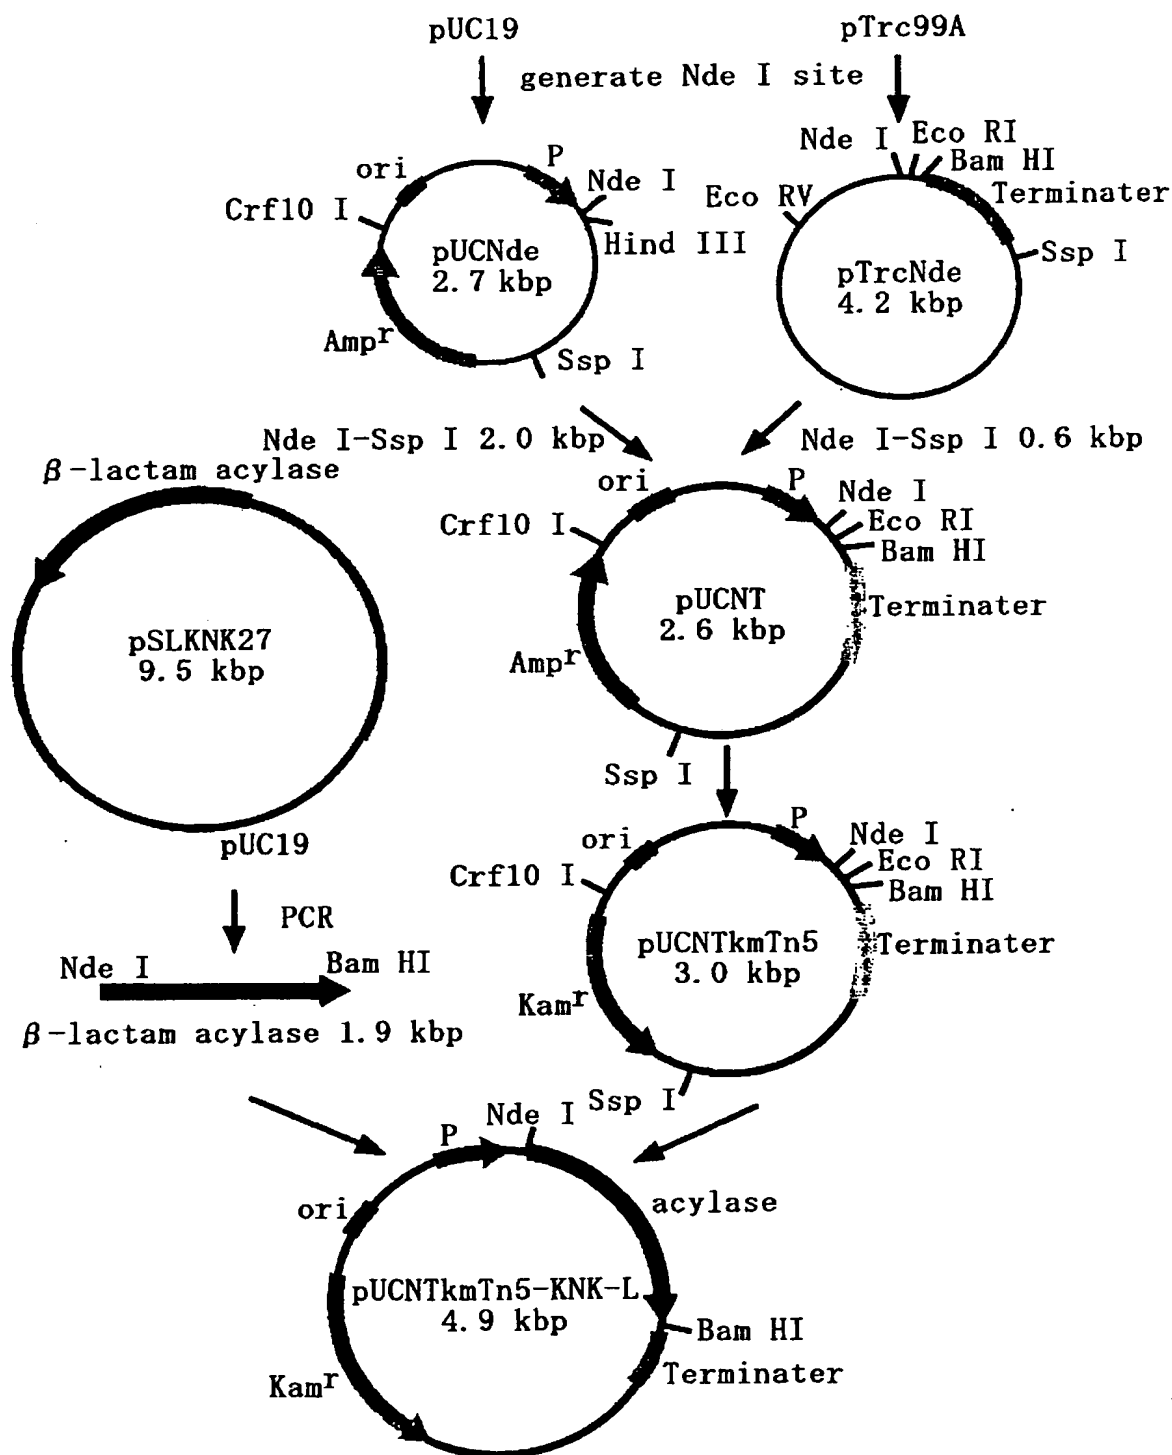 pUC19
pTrc99A
generate Nde I site
ori
P
Nde I
Crf10 I
Hind III
pUCNde
2.7 kbp
Ampr
Ssp I
Nde I
Eco RI
Bam HI
Terminater
Eco RV
Ssp I
pTrcNde
4.2 kbp
Nde I-Ssp I 2.0 kbp
Nde I-Ssp I 0.6 kbp
β-lactam acylase
pSLKNK27
9.5 kbp
pUC19
ori
P
Nde I
Eco RI
Bam HI
Crf10 I
pUCNT
2.6 kbp
Terminater
Ampr
Ssp I
PCR
Nde I
Bam HI
β-lactam acylase 1.9 kbp
ori
P
Nde I
Eco RI
Bam HI
Crf10 I
pUCNTkmTn5
3.0 kbp
Terminater
Kamr
Ssp I
P
Nde I
ori
acylase
pUCNTkmTn5-KNK-L
4.9 kbp
Bam HI
Terminater
Kamr